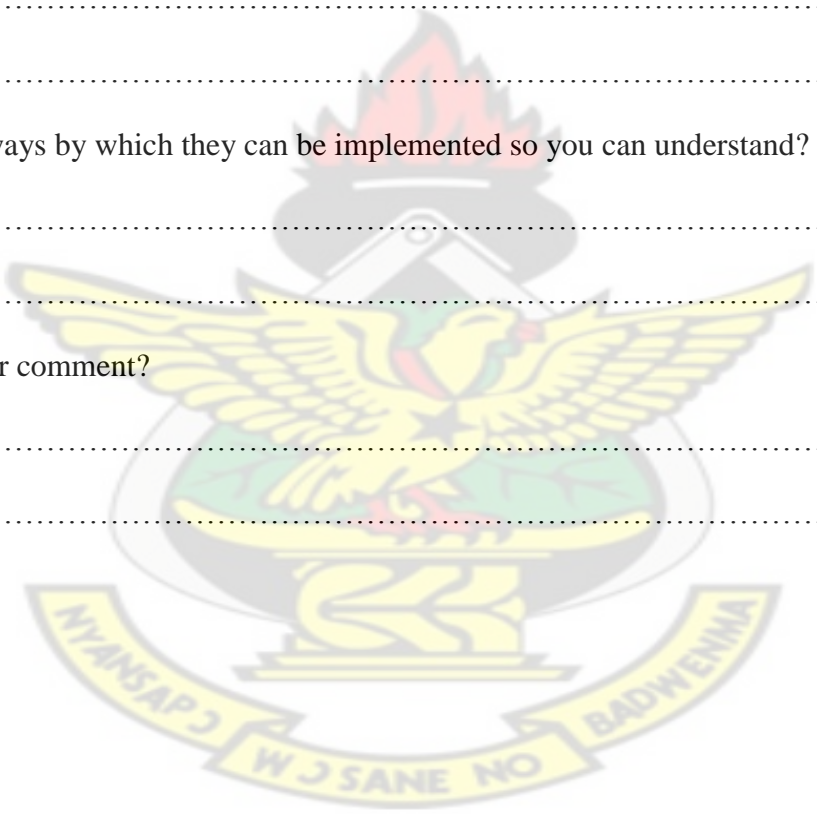 ………………………………………………………………………………
………………………………………………………………………………
ways by which they can be implemented so you can understand?
………………………………………………………………………………
………………………………………………………………………………
r comment?
………………………………………………………………………………
………………………………………………………………………………
NYANSAPƆ WƆSANE NO BADWENMA